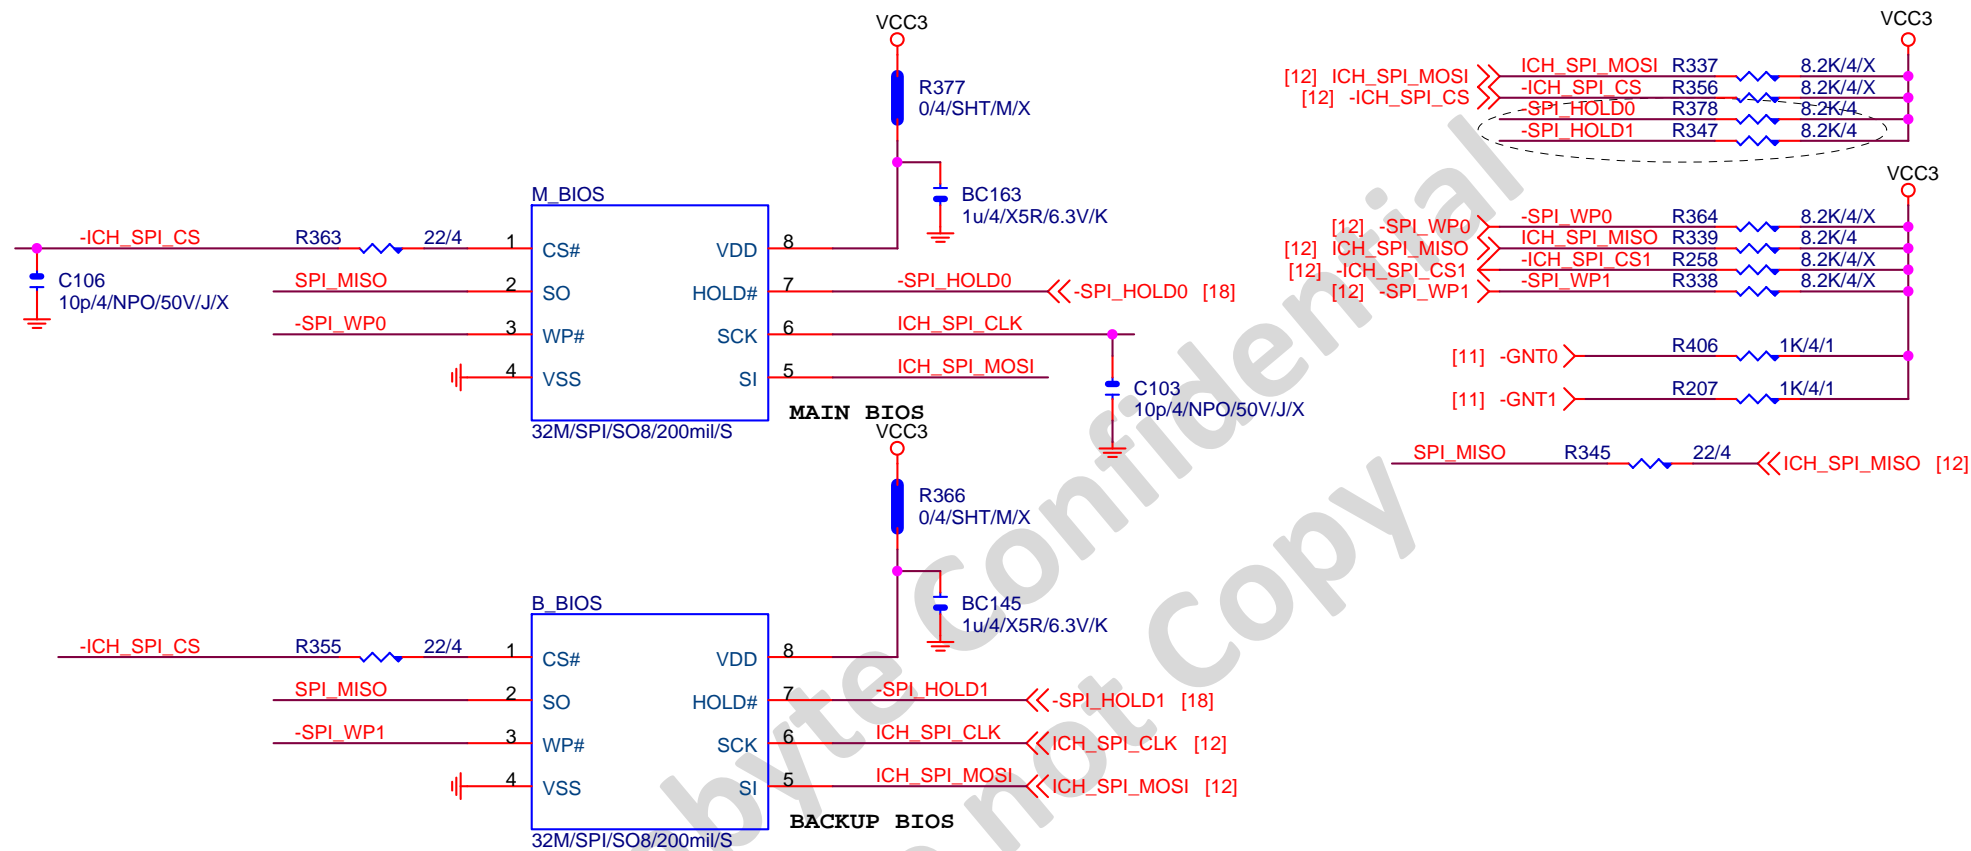 VCC3
R377
0/4/SHT/M/X
BC163
1u/4/X5R/6.3V/K
M_BIOS
-ICH_SPI_CS R363 22/4 1 CS# VDD 8
C106
10p/4/NPO/50V/J/X
SPI_MISO 2 SO HOLD# 7 -SPI_HOLD0 -SPI_HOLD0 [18]
-SPI_WP0 3 WP# SCK 6 ICH_SPI_CLK
4 VSS SI 5 ICH_SPI_MOSI
C103
10p/4/NPO/50V/J/X
MAIN BIOS
32M/SPI/SO8/200mil/S
VCC3
R366
0/4/SHT/M/X
BC145
1u/4/X5R/6.3V/K
B_BIOS
-ICH_SPI_CS R355 22/4 1 CS# VDD 8
SPI_MISO 2 SO HOLD# 7 -SPI_HOLD1 -SPI_HOLD1 [18]
-SPI_WP1 3 WP# SCK 6 ICH_SPI_CLK ICH_SPI_CLK [12]
4 VSS SI 5 ICH_SPI_MOSI ICH_SPI_MOSI [12]
BACKUP BIOS
32M/SPI/SO8/200mil/S
VCC3
[12] ICH_SPI_MOSI ICH_SPI_MOSI R337 8.2K/4/X
[12] -ICH_SPI_CS -ICH_SPI_CS R356 8.2K/4/X
-SPI_HOLD0 R378 8.2K/4
-SPI_HOLD1 R347 8.2K/4
VCC3
[12] -SPI_WP0 -SPI_WP0 R364 8.2K/4/X
[12] ICH_SPI_MISO ICH_SPI_MISO R339 8.2K/4
[12] -ICH_SPI_CS1 -ICH_SPI_CS1 R258 8.2K/4/X
[12] -SPI_WP1 -SPI_WP1 R338 8.2K/4/X
[11] -GNT0 R406 1K/4/1
[11] -GNT1 R207 1K/4/1
SPI_MISO R345 22/4 ICH_SPI_MISO [12]
byte Confidential
not Copy